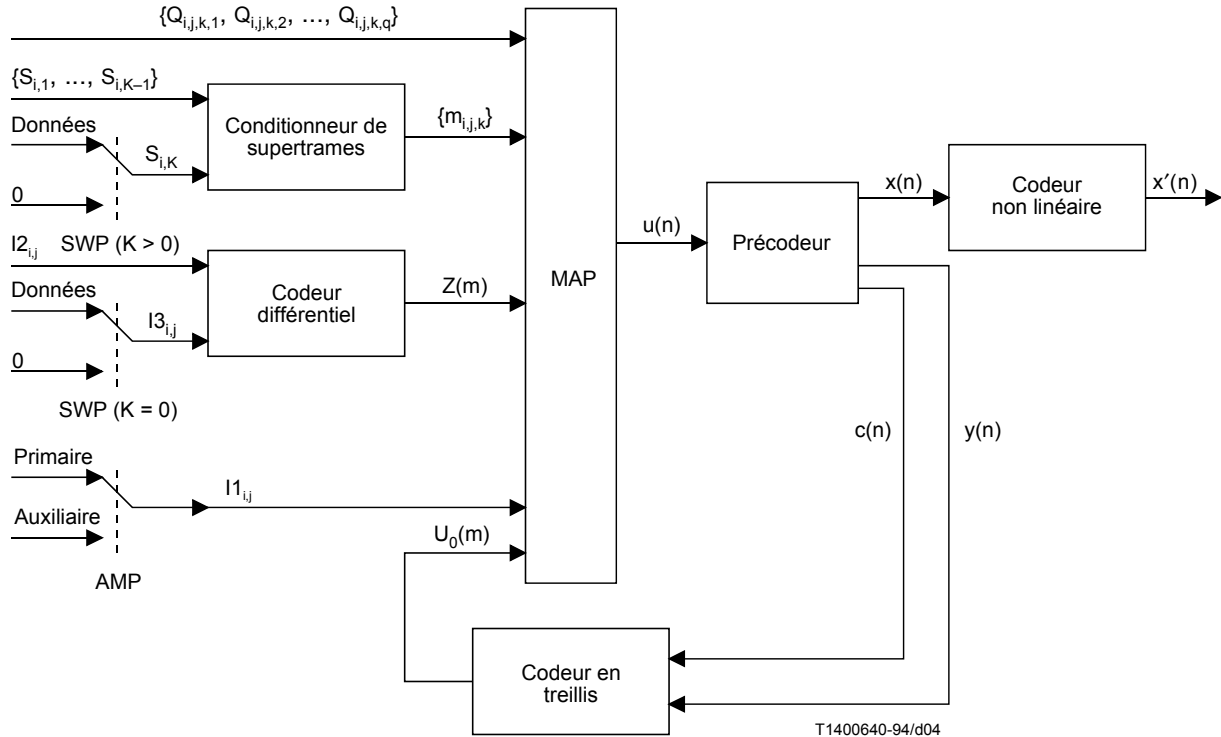 {Q_{i,j,k,1}, Q_{i,j,k,2}, …, Q_{i,j,k,q}}
{S_{i,1}, …, S_{i,K–1}}
Données
S_{i,K}
0
SWP (K > 0)
Conditionneur de
supertrames
{m_{i,j,k}}
I2_{i,j}
Données
I3_{i,j}
0
SWP (K = 0)
Codeur
différentiel
Z(m)
Primaire
Auxiliaire
AMP
I1_{i,j}
U_0(m)
MAP
u(n)
Précodeur
x(n)
Codeur
non linéaire
x′(n)
c(n)
y(n)
Codeur en
treillis
T1400640-94/d04